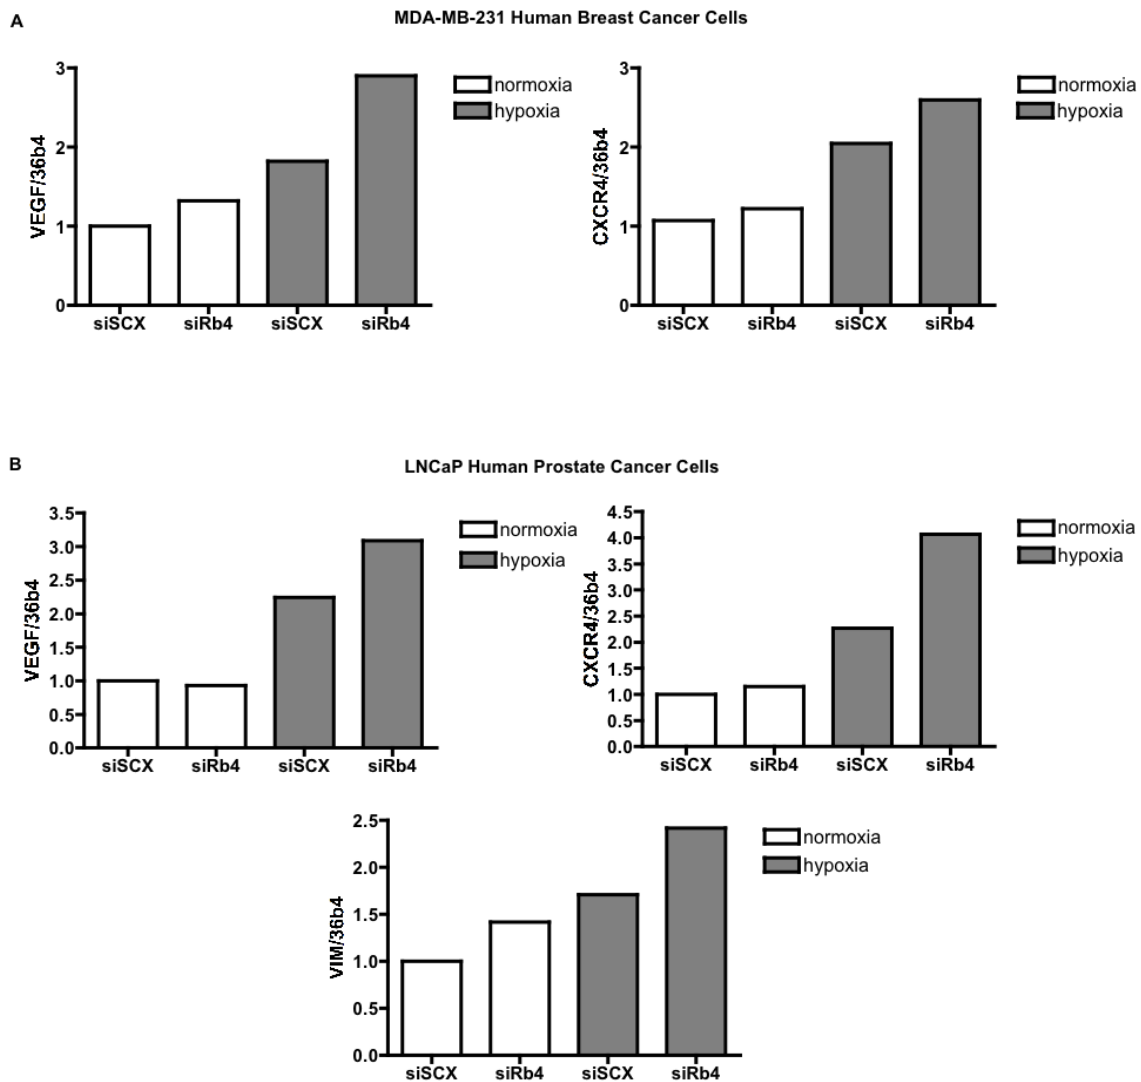 A
MDA-MB-231 Human Breast Cancer Cells
VEGF/36b4
3
2
1
0
siSCX siRb4 siSCX siRb4
normoxia
hypoxia
CXCR4/36b4
3
2
1
0
siSCX siRb4 siSCX siRb4
normoxia
hypoxia
B
LNCaP Human Prostate Cancer Cells
VEGF/36b4
3.5
3.0
2.5
2.0
1.5
1.0
0.5
0.0
siSCX siRb4 siSCX siRb4
normoxia
hypoxia
CXCR4/36b4
4.5
4.0
3.5
3.0
2.5
2.0
1.5
1.0
0.5
0.0
siSCX siRb4 siSCX siRb4
normoxia
hypoxia
VIM/36b4
2.5
2.0
1.5
1.0
0.5
0.0
siSCX siRb4 siSCX siRb4
normoxia
hypoxia